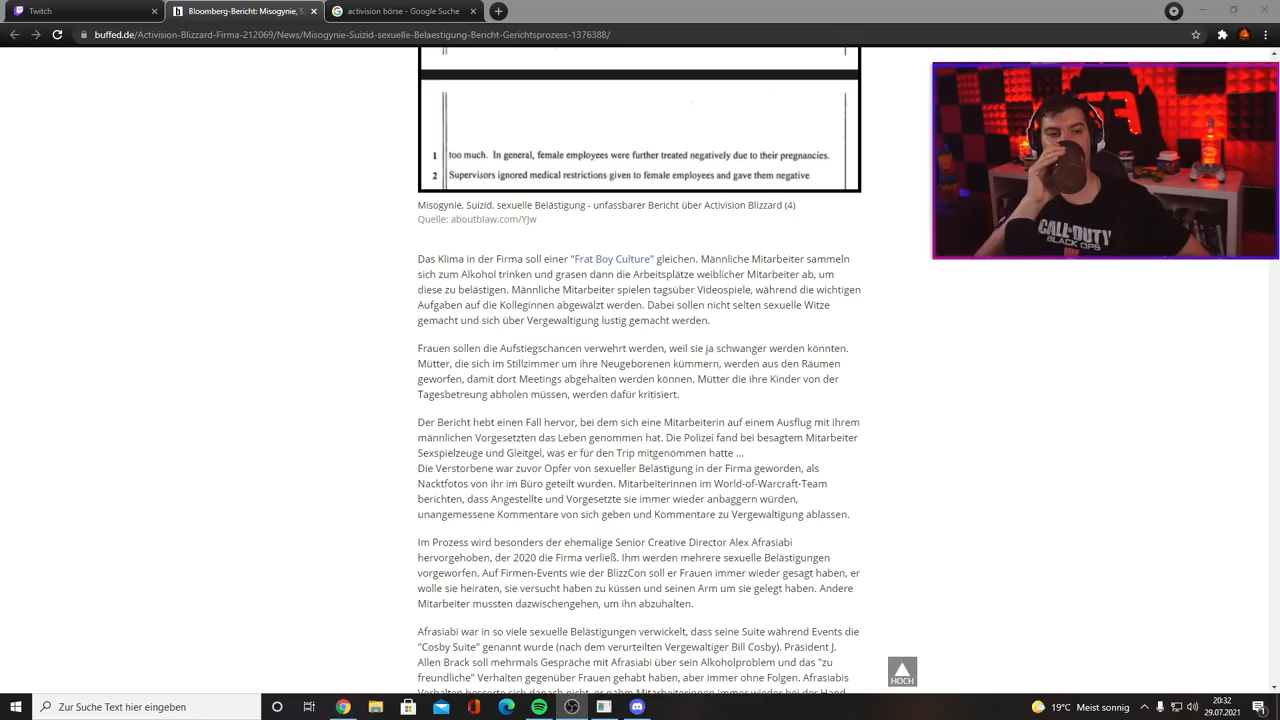 Twitch
Bloomberg-Bericht: Misogynie, S
activision börse - Google Search
buffed.de/Activision-Blizzard-Firma-212069/News/Misogynie-Suizid-sexuelle-Belaestigung-Bericht-Gerichtsprozess-1376388/
1 too much. In general, female employees were further treated negatively due to their pregnancies.
2 Supervisors ignored medical restrictions given to female employees and gave them negative
Misogynie, Suizid, sexuelle Belästigung - unfassbarer Bericht über Activision Blizzard (4)
Quelle: aboutblaw.com/YJw
Das Klima in der Firma soll einer "Frat Boy Culture" gleichen. Männliche Mitarbeiter sammeln
sich zum Alkohol trinken und grasen dann die Arbeitsplätze weiblicher Mitarbeiter ab, um
diese zu belästigen. Männliche Mitarbeiter spielen tagsüber Videospiele, während die wichtigen
Aufgaben auf die Kolleginnen abgewälzt werden. Dabei sollen nicht selten sexuelle Witze
gemacht und sich über Vergewaltigung lustig gemacht werden.
Frauen sollen die Aufstiegschancen verwehrt werden, weil sie ja schwanger werden könnten.
Mütter, die sich im Stillzimmer um ihre Neugeborenen kümmern, werden aus den Räumen
geworfen, damit dort Meetings abgehalten werden können. Mütter die ihre Kinder von der
Tagesbetreung abholen müssen, werden dafür kritisiert.
Der Bericht hebt einen Fall hervor, bei dem sich eine Mitarbeiterin auf einem Ausflug mit ihrem
männlichen Vorgesetzten das Leben genommen hat. Die Polizei fand bei besagtem Mitarbeiter
Sexspielzeuge und Gleitgel, was er für den Trip mitgenommen hatte ...
Die Verstorbene war zuvor Opfer von sexueller Belästigung in der Firma geworden, als
Nacktfotos von ihr im Büro geteilt wurden. Mitarbeiterinnen im World-of-Warcraft-Team
berichten, dass Angestellte und Vorgesetzte sie immer wieder anbaggern würden,
unangemessene Kommentare von sich geben und Kommentare zu Vergewaltigung ablassen.
Im Prozess wird besonders der ehemalige Senior Creative Director Alex Afrasiabi
hervorgehoben, der 2020 die Firma verließ. Ihm werden mehrere sexuelle Belästigungen
vorgeworfen. Auf Firmen-Events wie der BlizzCon soll er Frauen immer wieder gesagt haben, er
wolle sie heiraten, sie versucht haben zu küssen und seinen Arm um sie gelegt haben. Andere
Mitarbeiter mussten dazwischengehen, um ihn abzuhalten.
Afrasiabi war in so viele sexuelle Belästigungen verwickelt, dass seine Suite während Events die
"Cosby Suite" genannt wurde (nach dem verurteilten Vergewaltiger Bill Cosby). Präsident J.
Allen Brack soll mehrmals Gespräche mit Afrasiabi über sein Alkoholproblem und das "zu
freundliche" Verhalten gegenüber Frauen gehabt haben, aber immer ohne Folgen. Afrasiabis
Verhalten besserte sich danach nicht, er nahm Mitarbeiterinnen immer wieder bei der Hand
HOCH
CALL OF DUTY
BLACK OPS
Zur Suche Text hier eingeben
19°C Meist sonnig
20:32
29.07.2021